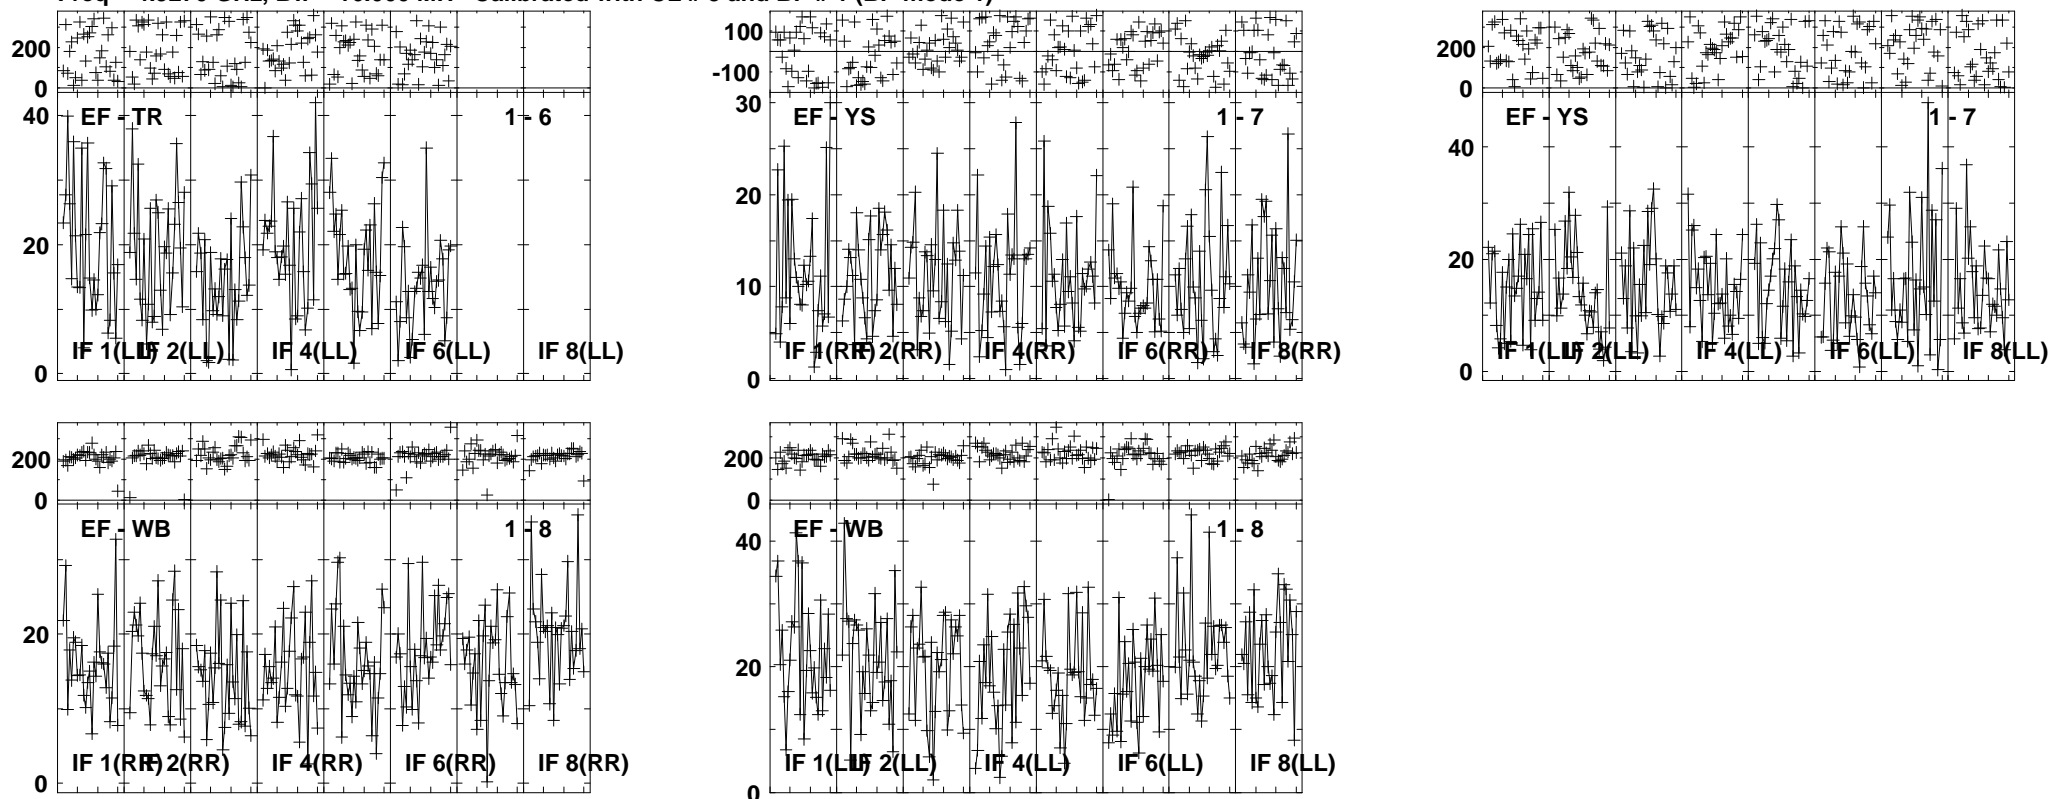 200
0
40
20
0
EF - TR 1 - 6
IF 1(LL) IF 2(LL) IF 4(LL) IF 6(LL) IF 8(LL)
100
-100
30
20
10
0
EF - YS 1 - 7
IF 1(RR) IF 2(RR) IF 4(RR) IF 6(RR) IF 8(RR)
200
0
40
20
0
EF - YS 1 - 7
IF 1(LL) IF 2(LL) IF 4(LL) IF 6(LL) IF 8(LL)
200
0
20
0
EF - WB 1 - 8
IF 1(RR) IF 2(RR) IF 4(RR) IF 6(RR) IF 8(RR)
200
0
40
20
0
EF - WB 1 - 8
IF 1(LL) IF 2(LL) IF 4(LL) IF 6(LL) IF 8(LL)